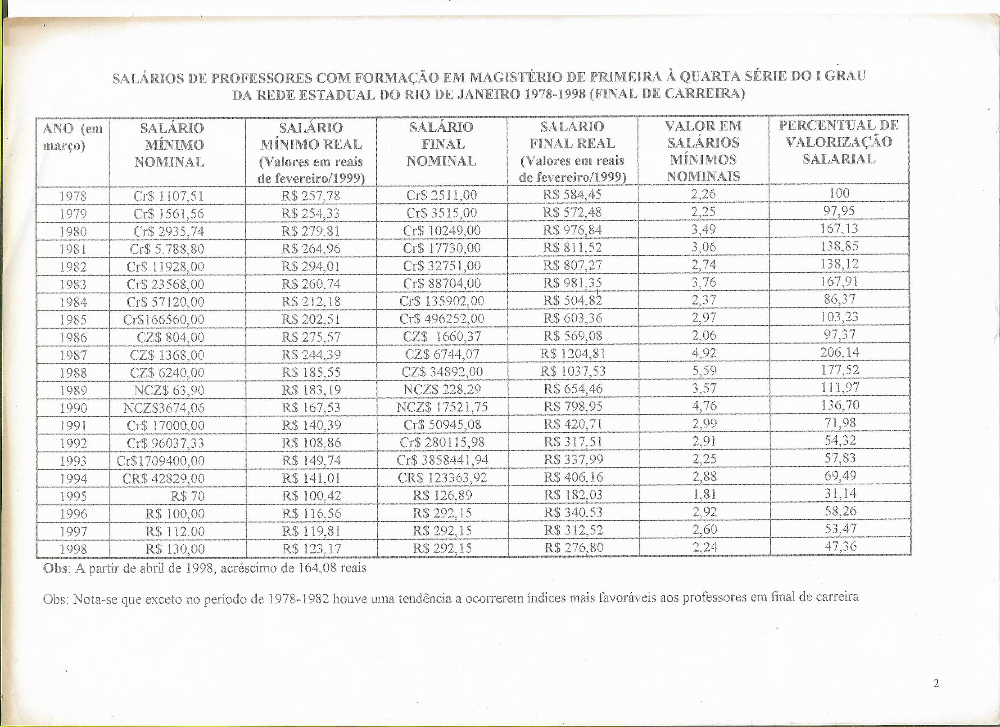 SALÁRIOS DE PROFESSORES COM FORMAÇÃO EM MAGISTÉRIO DE PRIMEIRA À QUARTA SÉRIE DO I GRAU
DA REDE ESTADUAL DO RIO DE JANEIRO 1978-1998 (FINAL DE CARREIRA)
ANO (em março) SALÁRIO MÍNIMO NOMINAL SALÁRIO MÍNIMO REAL (Valores em reais de fevereiro/1999) SALÁRIO FINAL NOMINAL SALÁRIO FINAL REAL (Valores em reais de fevereiro/1999) VALOR EM SALÁRIOS MÍNIMOS NOMINAIS PERCENTUAL DE VALORIZAÇÃO SALARIAL
1978 Cr$ 1107,51 R$ 257,78 Cr$ 2511,00 R$ 584,45 2,26 100
1979 Cr$ 1561,56 R$ 254,33 Cr$ 3515,00 R$ 572,48 2,25 97,95
1980 Cr$ 2935,74 R$ 279,81 Cr$ 10249,00 R$ 976,84 3,49 167,13
1981 Cr$ 5.788,80 R$ 264,96 Cr$ 17730,00 R$ 811,52 3,06 138,85
1982 Cr$ 11928,00 R$ 294,01 Cr$ 32751,00 R$ 807,27 2,74 138,12
1983 Cr$ 23568,00 R$ 260,74 Cr$ 88704,00 R$ 981,35 3,76 167,91
1984 Cr$ 57120,00 R$ 212,18 Cr$ 135902,00 R$ 504,82 2,37 86,37
1985 Cr$166560,00 R$ 202,51 Cr$ 496252,00 R$ 603,36 2,97 103,23
1986 CZ$ 804,00 R$ 275,57 CZ$ 1660,37 R$ 569,08 2,06 97,37
1987 CZ$ 1368,00 R$ 244,39 CZ$ 6744,07 R$ 1204,81 4,92 206,14
1988 CZ$ 6240,00 R$ 185,55 CZ$ 34892,00 R$ 1037,53 5,59 177,52
1989 NCZ$ 63,90 R$ 183,19 NCZ$ 228,29 R$ 654,46 3,57 111,97
1990 NCZ$3674,06 R$ 167,53 NCZ$ 17521,75 R$ 798,95 4,76 136,70
1991 Cr$ 17000,00 R$ 140,39 Cr$ 50945,08 R$ 420,71 2,99 71,98
1992 Cr$ 96037,33 R$ 108,86 Cr$ 280115,98 R$ 317,51 2,91 54,32
1993 Cr$1709400,00 R$ 149,74 Cr$ 3858441,94 R$ 337,99 2,25 57,83
1994 CR$ 42829,00 R$ 141,01 CR$ 123363,92 R$ 406,16 2,88 69,49
1995 R$ 70 R$ 100,42 R$ 126,89 R$ 182,03 1,81 31,14
1996 R$ 100,00 R$ 116,56 R$ 292,15 R$ 340,53 2,92 58,26
1997 R$ 112.00 R$ 119,81 R$ 292,15 R$ 312,52 2,60 53,47
1998 R$ 130,00 R$ 123,17 R$ 292,15 R$ 276,80 2,24 47,36
Obs: A partir de abril de 1998, acréscimo de 164,08 reais
Obs: Nota-se que exceto no período de 1978-1982 houve uma tendência a ocorrerem índices mais favoráveis aos professores em final de carreira
2